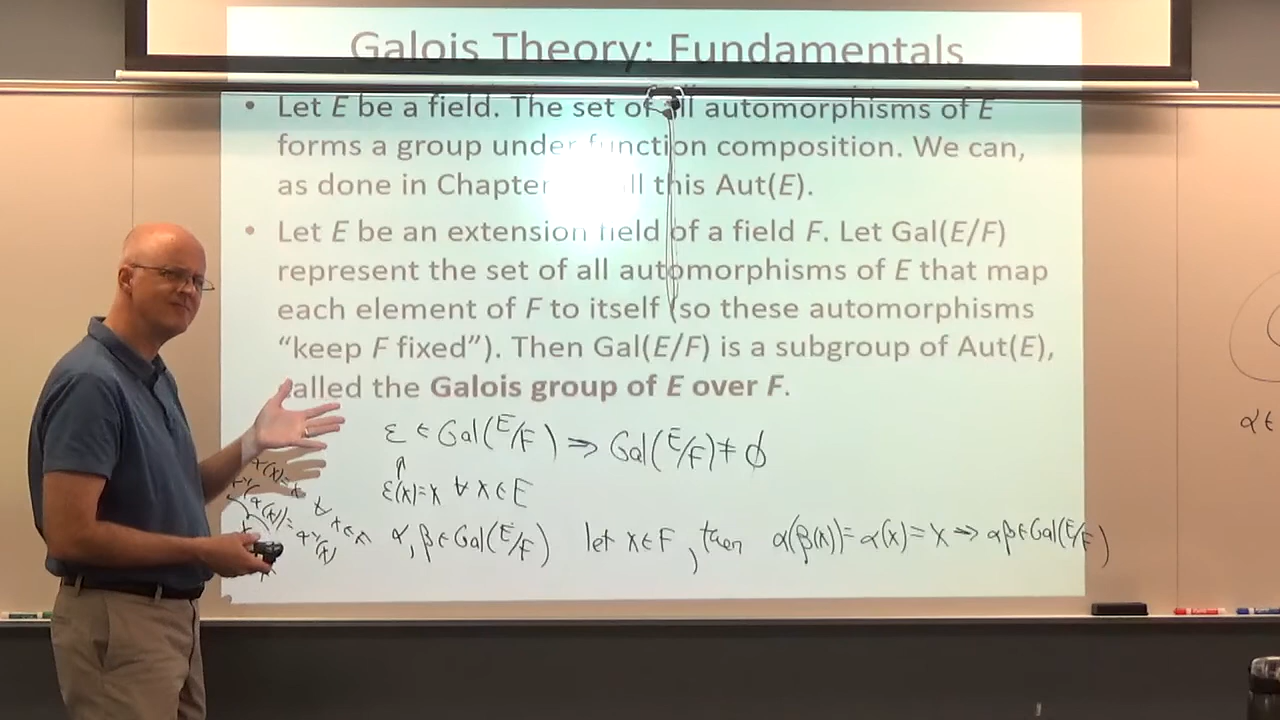 Galois Theory: Fundamentals
• Let E be a field. The set of all automorphisms of E
forms a group under function composition. We can,
as done in Chapter this Aut(E).
• Let E be an extension field of a field F. Let Gal(E/F)
represent the set of all automorphisms of E that map
each element of F to itself (so these automorphisms
“keep F fixed”). Then Gal(E/F) is a subgroup of Aut(E),
called the Galois group of E over F.
ε ∈ Gal(E/F) ⇒ Gal(E/F) ≠ ϕ
↑
ε(x)=x ∀ x∈E
α, β∈Gal(E/F) let x∈F, then α(β(x))=α(x)=x ⇒ αβ∈Gal(E/F)
α ∈